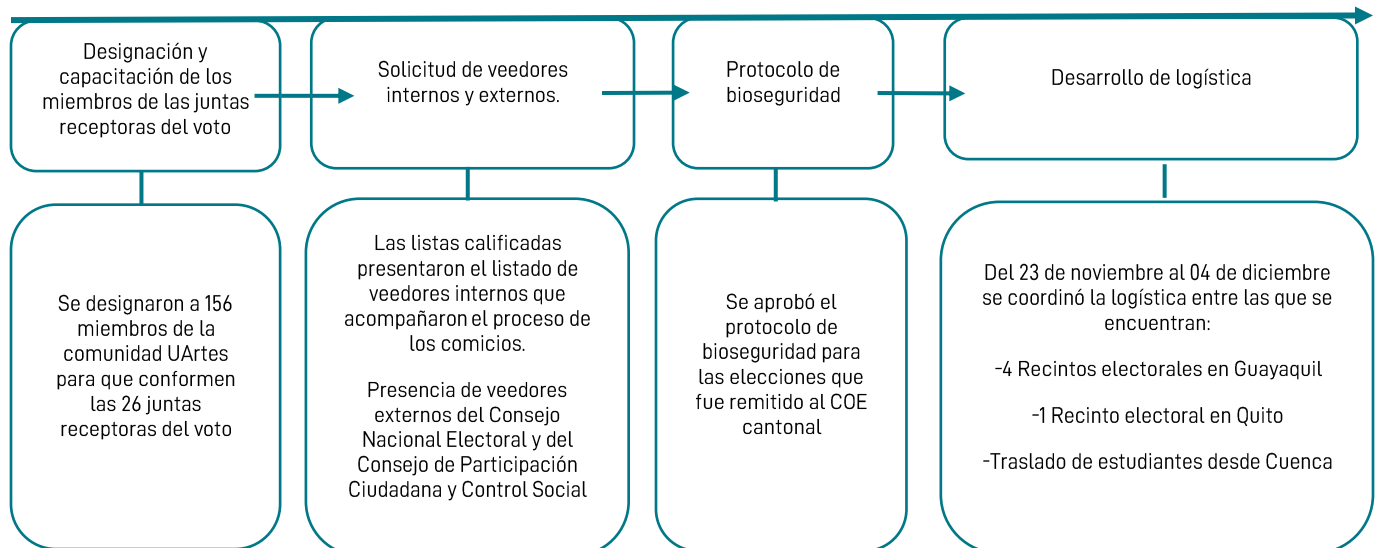 Designación y
capacitación de los
miembros de las juntas
receptoras del voto
Solicitud de veedores
internos y externos.
Protocolo de
bioseguridad
Desarrollo de logística
Se designaron a 156
miembros de la
comunidad UArtes
para que conformen
las 26 juntas
receptoras del voto
Las listas calificadas
presentaron el listado de
veedores internos que
acompañaron el proceso de
los comicios.
Presencia de veedores
externos del Consejo
Nacional Electoral y del
Consejo de Participación
Ciudadana y Control Social
Se aprobó el
protocolo de
bioseguridad para
las elecciones que
fue remitido al COE
cantonal
Del 23 de noviembre al 04 de diciembre
se coordinó la logística entre las que se
encuentran:
-4 Recintos electorales en Guayaquil
-1 Recinto electoral en Quito
-Traslado de estudiantes desde Cuenca